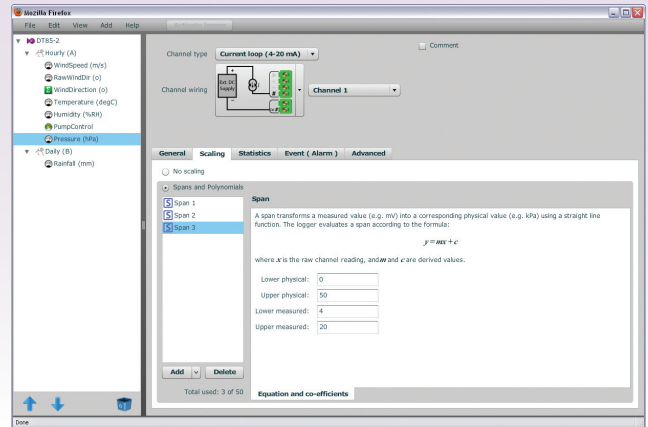 Mozilla Firefox
File Edit View Add Help
DT85-2
Hourly (A)
WindSpeed (m/s)
RawWindDir (o)
WindDirection (o)
Temperature (degC)
Humidity (%RH)
PumpControl
Pressure (hPa)
Daily (B)
Rainfall (mm)
Channel type Current loop (4-20 mA)
Comment
Channel wiring
Ext. DC
Supply
+
−
#
Channel 1
General Scaling Statistics Event ( Alarm ) Advanced
No scaling
Spans and Polynomials
Span 1
Span 2
Span 3
Span
A span transforms a measured value (e.g. mV) into a corresponding physical value (e.g. kPa) using a straight line
function. The logger evaluates a span according to the formula:
y=mx+c
where x is the raw channel reading, and m and c are derived values.
Lower physical: 0
Upper physical: 50
Lower measured: 4
Upper measured: 20
Add Delete
Total used: 3 of 50
Equation and co-efficients
Done